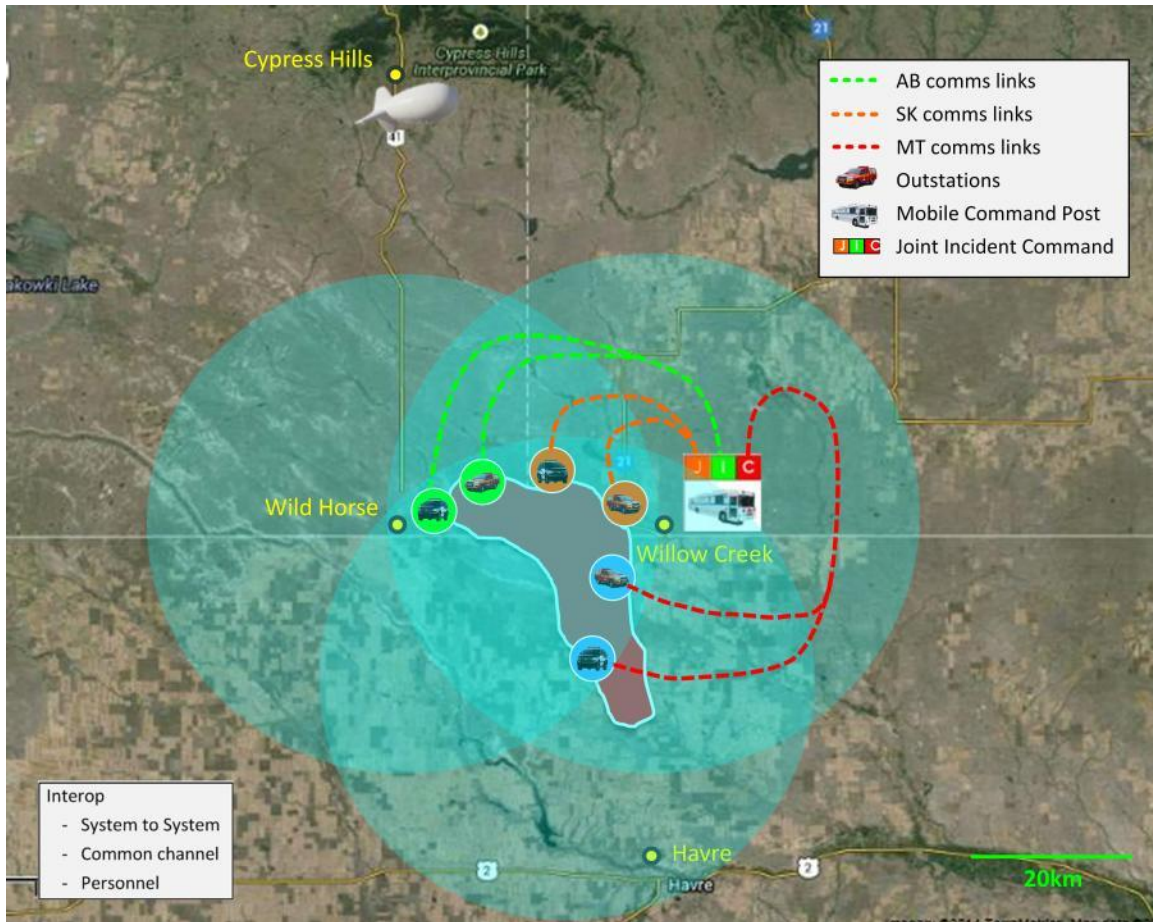 21
Cypress Hills
Cypress Hills
Interprovincial Park
AB comms links
SK comms links
MT comms links
Outstations
Mobile Command Post
J I C Joint Incident Command
41
akowki Lake
21
J I C
Wild Horse
Willow Creek
Interop
- System to System
- Common channel
- Personnel
Havre
2
2
Havre
20km